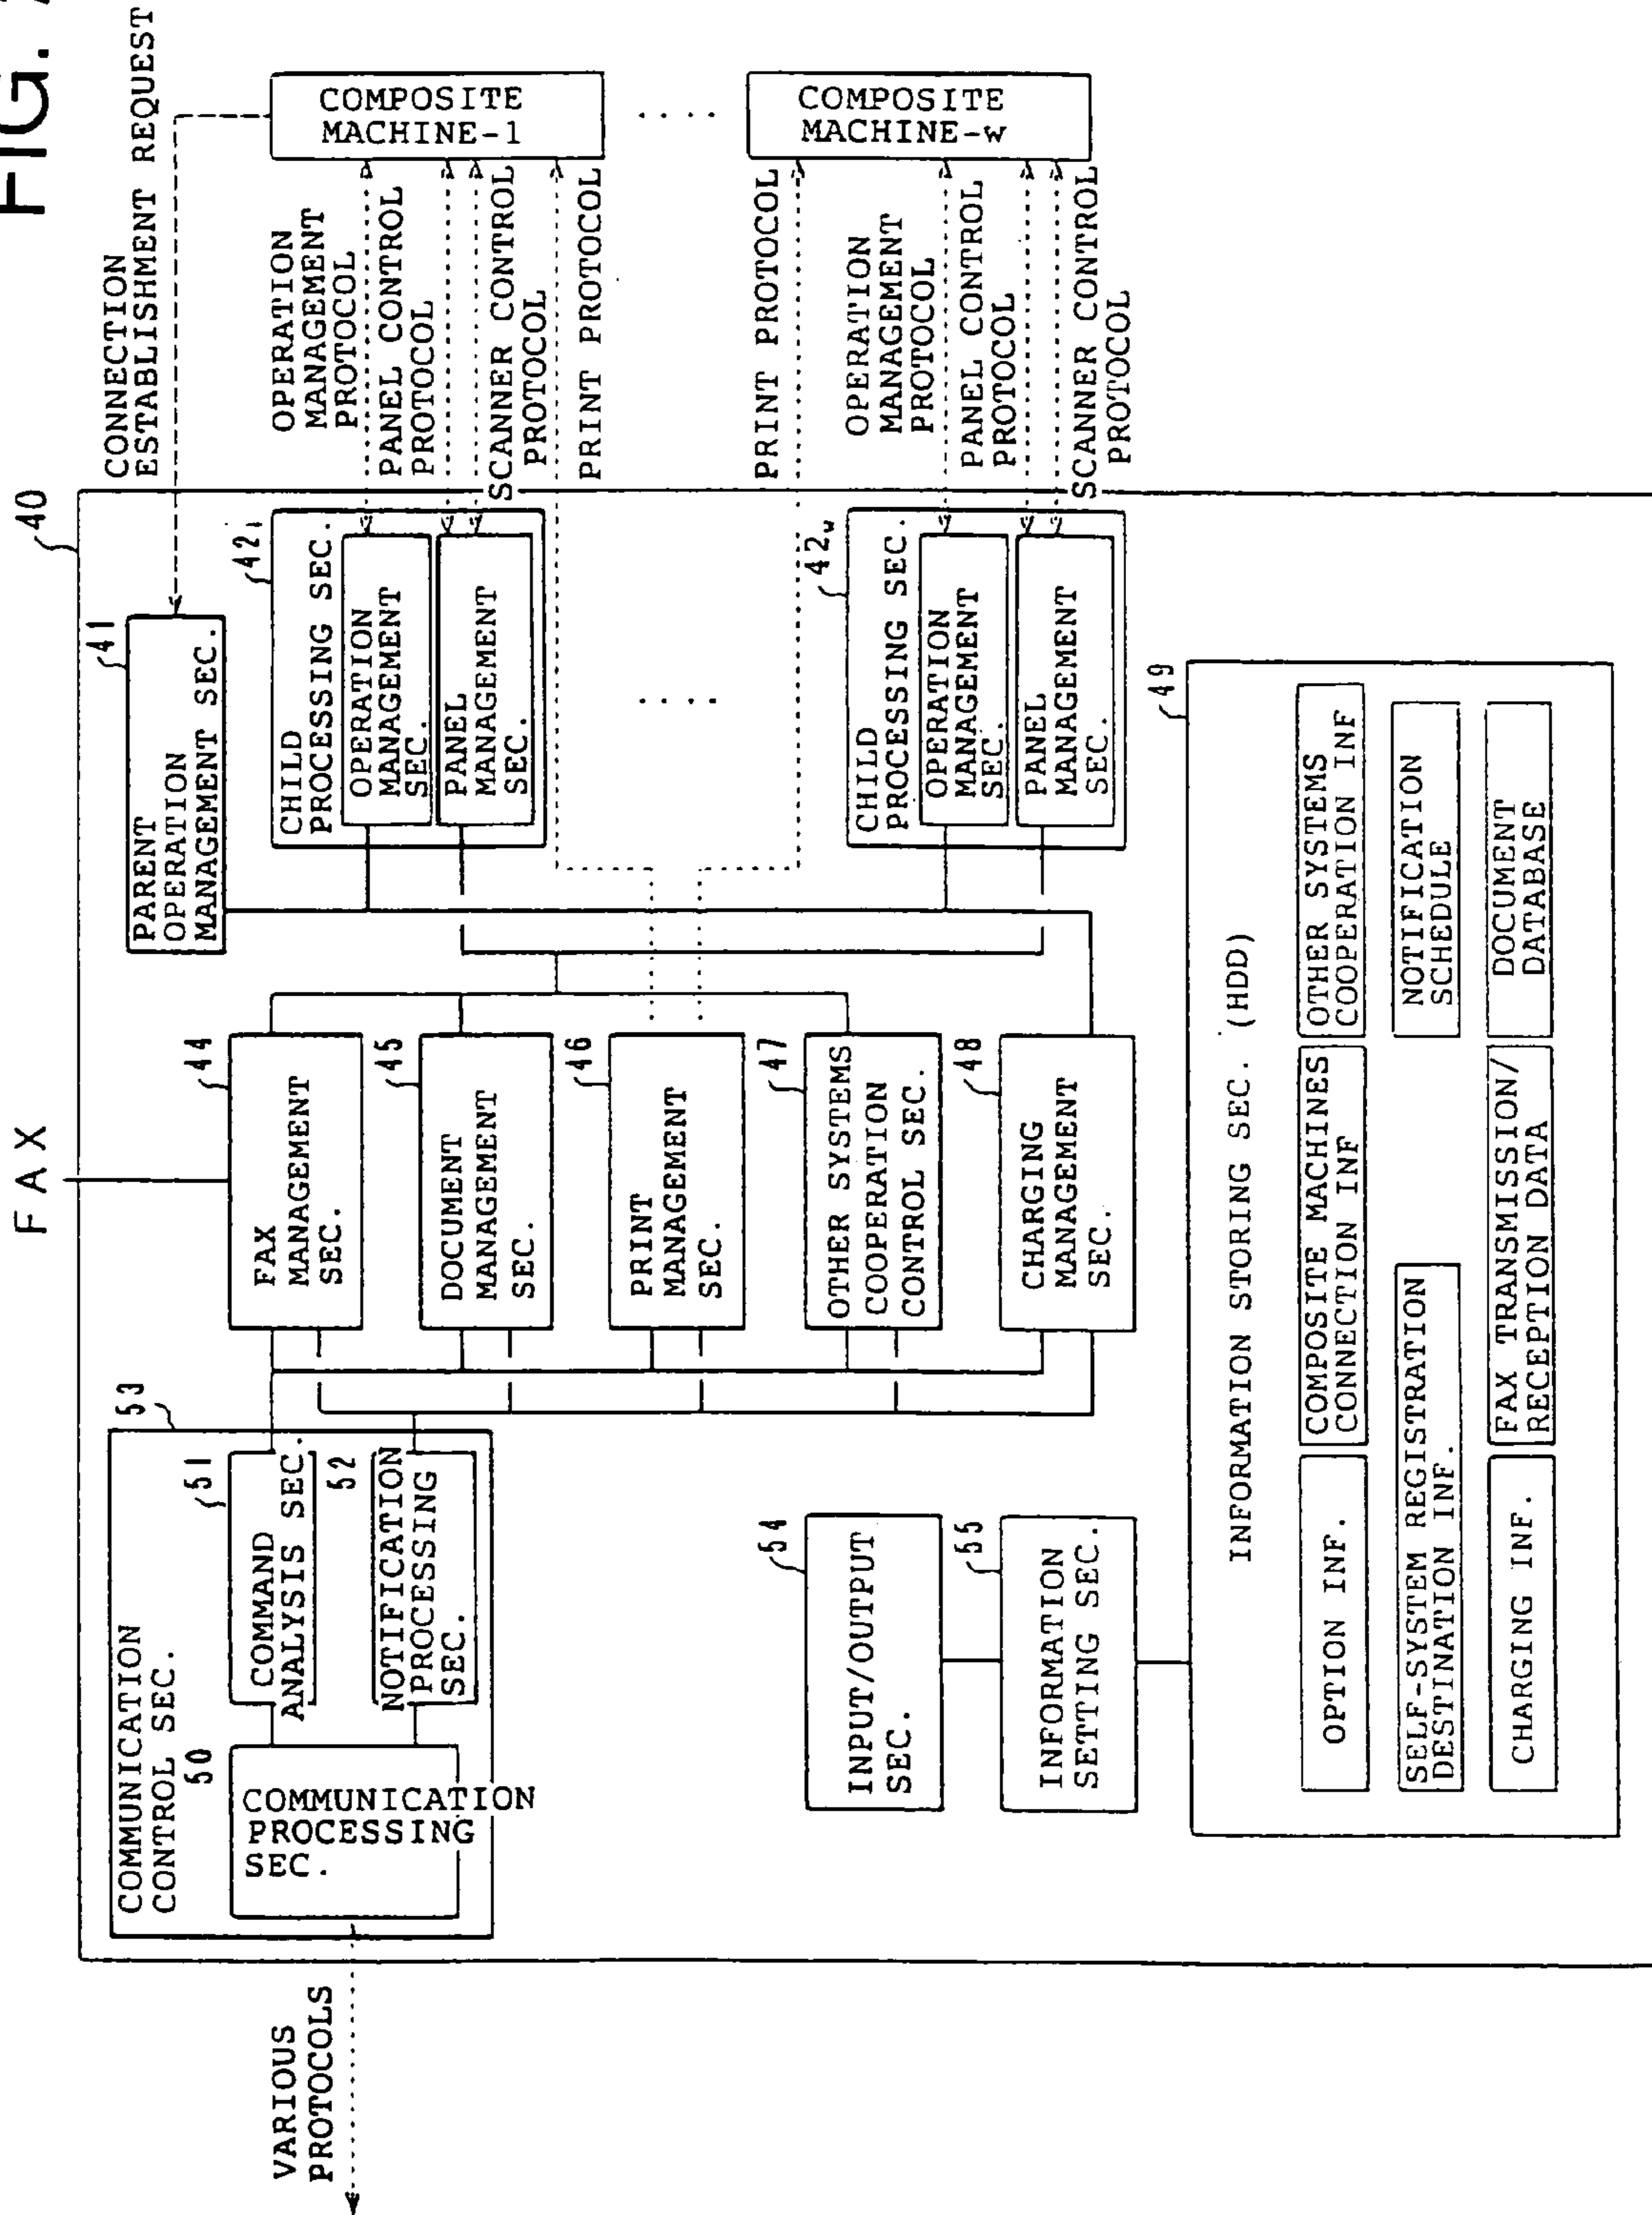 FIG. 7
FAX
40
COMMUNICATION
CONTROL SEC.
53
50
COMMUNICATION
PROCESSING
SEC.
51
COMMAND
ANALYSIS SEC.
52
NOTIFICATION
PROCESSING
SEC.
VARIOUS
PROTOCOLS
44
FAX
MANAGEMENT
SEC.
45
DOCUMENT
MANAGEMENT
SEC.
46
PRINT
MANAGEMENT
SEC.
47
OTHER SYSTEMS
COOPERATION
CONTROL SEC.
48
CHARGING
MANAGEMENT
SEC.
41
PARENT
OPERATION
MANAGEMENT SEC.
42₁
CHILD
PROCESSING SEC.
OPERATION
MANAGEMENT
SEC.
PANEL
MANAGEMENT
SEC.
42w
CHILD
PROCESSING SEC.
OPERATION
MANAGEMENT
SEC.
PANEL
MANAGEMENT
SEC.
CONNECTION
ESTABLISHMENT REQUEST
OPERATION
MANAGEMENT
PROTOCOL
PANEL CONTROL
PROTOCOL
SCANNER CONTROL
PROTOCOL
PRINT PROTOCOL
PRINT PROTOCOL
OPERATION
MANAGEMENT
PROTOCOL
PANEL CONTROL
PROTOCOL
SCANNER CONTROL
PROTOCOL
COMPOSITE
MACHINE-1
COMPOSITE
MACHINE-w
54
INPUT/OUTPUT
SEC.
55
INFORMATION
SETTING SEC.
49
INFORMATION STORING SEC. (HDD)
OPTION INF.
COMPOSITE MACHINES
CONNECTION INF
OTHER SYSTEMS
COOPERATION INF
SELF-SYSTEM REGISTRATION
DESTINATION INF.
NOTIFICATION
SCHEDULE
CHARGING INF.
FAX TRANSMISSION/
RECEPTION DATA
DOCUMENT
DATABASE